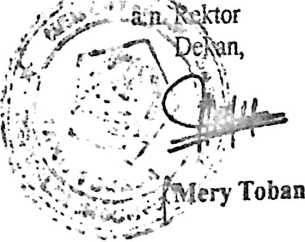 a.n. Rektor
Dekan,
Mery Toban